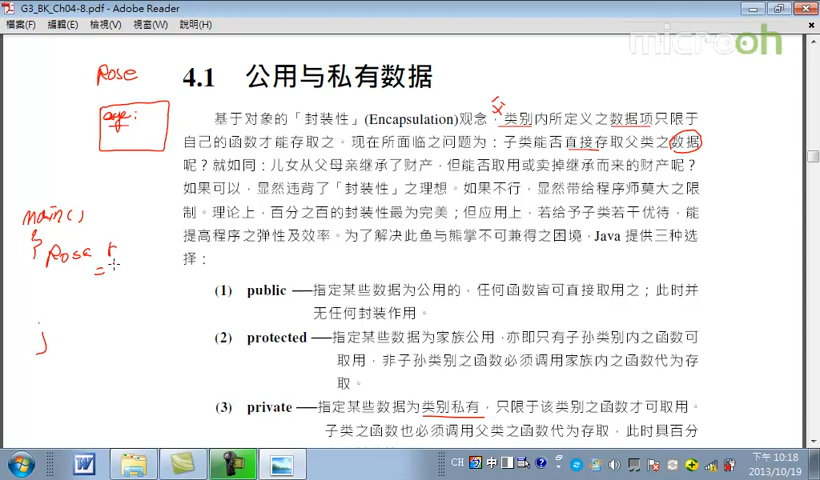 G3_BK_Ch04-8.pdf - Adobe Reader
檔案(F) 編輯(E) 檢視(V) 視窗(W) 說明(H)
microoh
Rose
4.1 公用与私有数据
age:
父
基于对象的「封装性」(Encapsulation)观念，类别内所定义之数据项只限于
自己的函数才能存取之。现在所面临之问题为：子类能否直接存取父类之数据
呢？就如同：儿女从父母亲继承了财产，但能否取用或卖掉继承而来的财产呢？
如果可以，显然违背了「封装性」之理想。如果不行，显然带给程序师莫大之限
制。理论上，百分之百的封装性最为完美；但应用上，若给予子类若干优待，能
提高程序之弹性及效率。为了解决此鱼与熊掌不可兼得之困境，Java 提供三种选
择：
main()
{
Rose r
=
(1) public ──指定某些数据为公用的，任何函数皆可直接取用之；此时并
无任何封装作用。
(2) protected ─指定某些数据为家族公用，亦即只有子孙类别内之函数可
取用，非子孙类别之函数必须调用家族内之函数代为存
取。
(3) private ─指定某些数据为类别私有，只限于该类别之函数才可取用。
子类之函数也必须调用父类之函数代为存取，此时具百分
CH 中
下午 10:18
2013/10/19